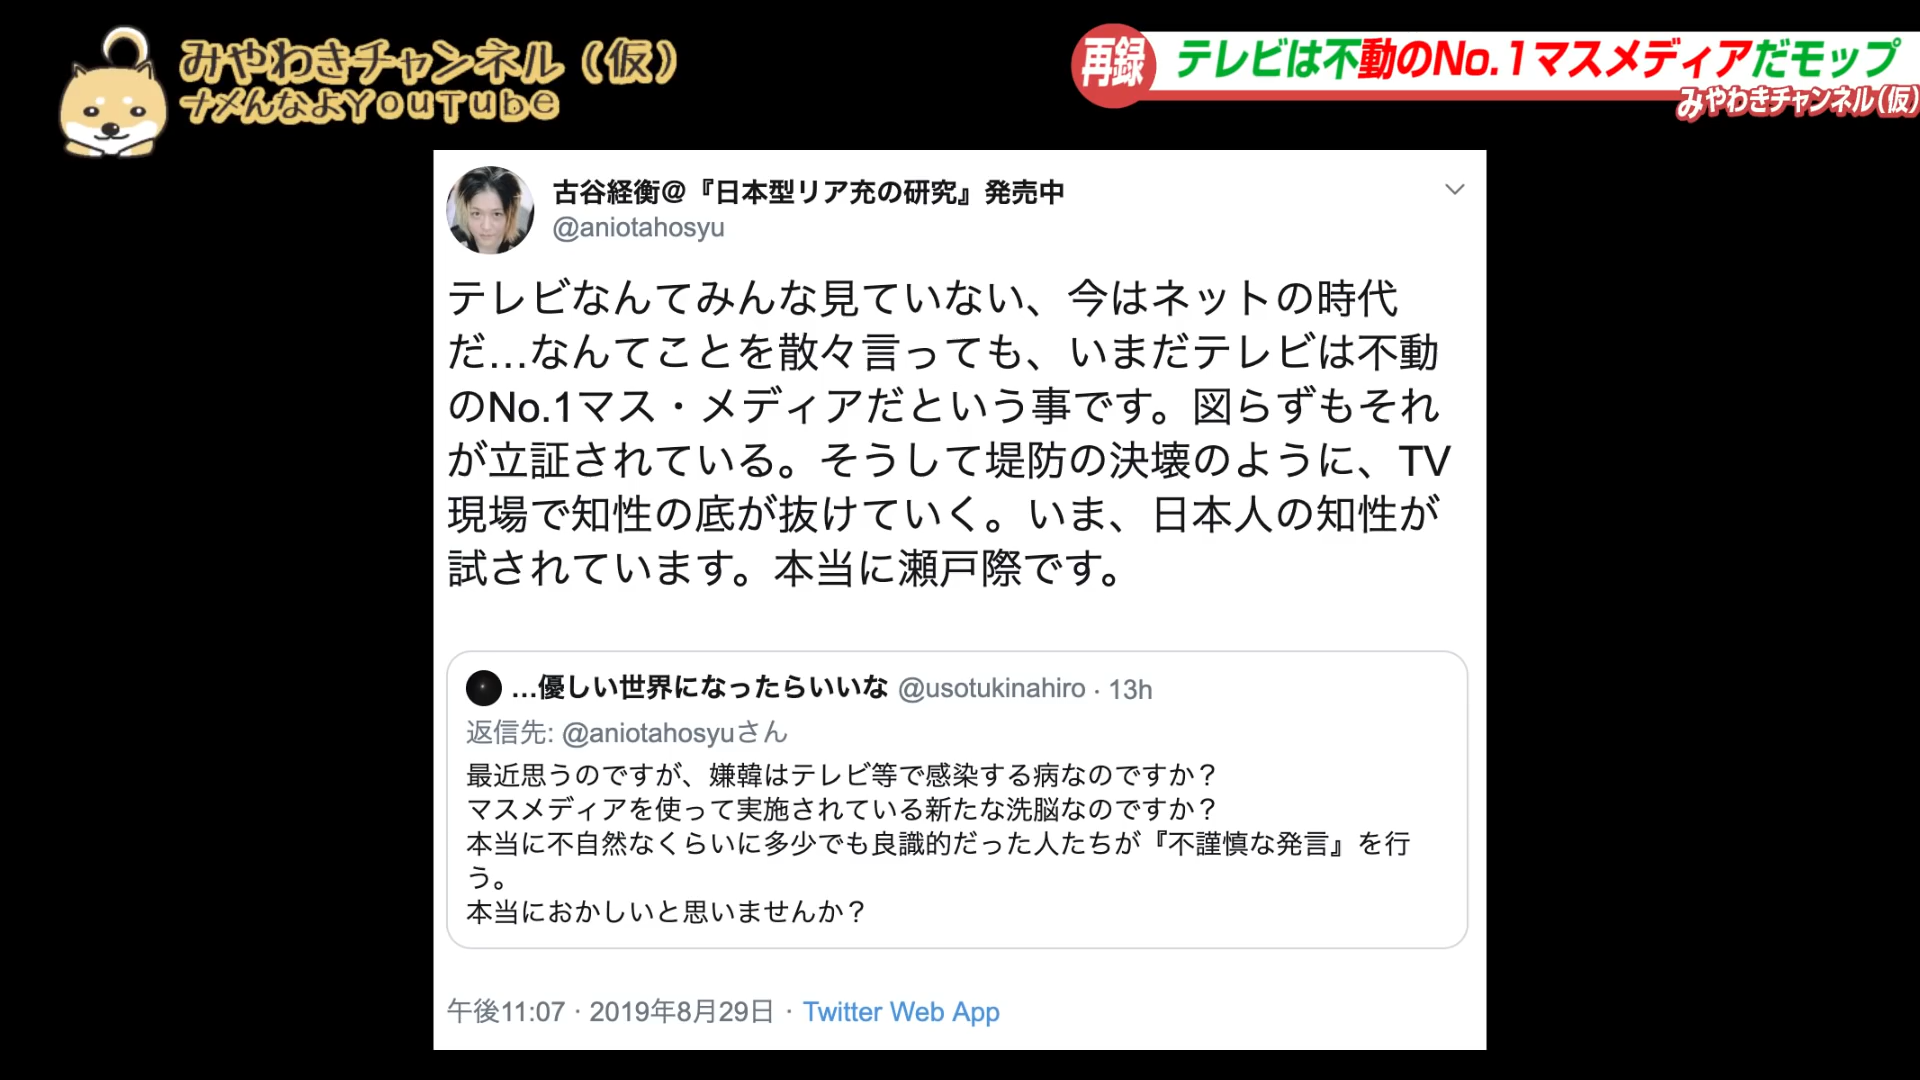 みやわきチャンネル（仮）
ナメんなよYouTube
再録
テレビは不動のNo.1マスメディアだモップ
みやわきチャンネル（仮）
古谷経衡@『日本型リア充の研究』発売中
@aniotahosyu
テレビなんてみんな見ていない、今はネットの時代
だ…なんてことを散々言っても、いまだテレビは不動
のNo.1マス・メディアだという事です。図らずもそれ
が立証されている。そうして堤防の決壊のように、TV
現場で知性の底が抜けていく。いま、日本人の知性が
試されています。本当に瀬戸際です。
…優しい世界になったらいいな @usotukinahiro · 13h
返信先: @aniotahosyuさん
最近思うのですが、嫌韓はテレビ等で感染する病なのですか？
マスメディアを使って実施されている新たな洗脳なのですか？
本当に不自然なくらいに多少でも良識的だった人たちが『不謹慎な発言』を行
う。
本当におかしいと思いませんか？
午後11:07 · 2019年8月29日 · Twitter Web App